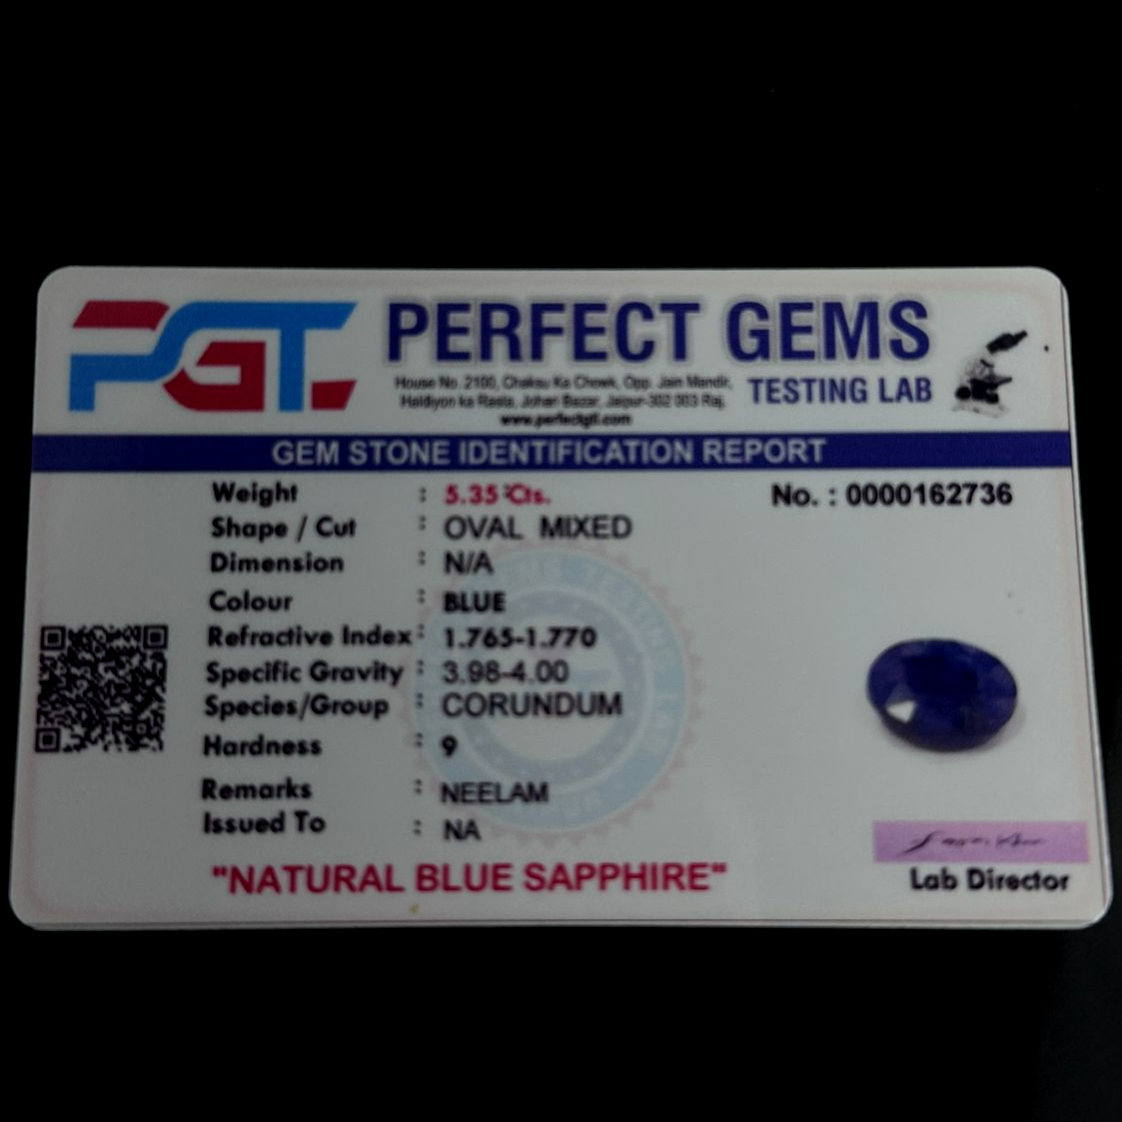 PGT.
PERFECT GEMS
TESTING LAB
House No. 2100, Chaksu Ka Chowk, Opp. Jain Mandir,
Haldiyon ka Rasta, Johari Bazar, Jaipur-302 003 Raj.
www.perfectgtl.com
GEM STONE IDENTIFICATION REPORT
No. : 0000162736
Weight : 5.35 Cts.
Shape / Cut : OVAL MIXED
Dimension : N/A
Colour : BLUE
Refractive Index : 1.765-1.770
Specific Gravity : 3.98-4.00
Species/Group : CORUNDUM
Hardness : 9
Remarks : NEELAM
Issued To : NA
"NATURAL BLUE SAPPHIRE"
Lab Director